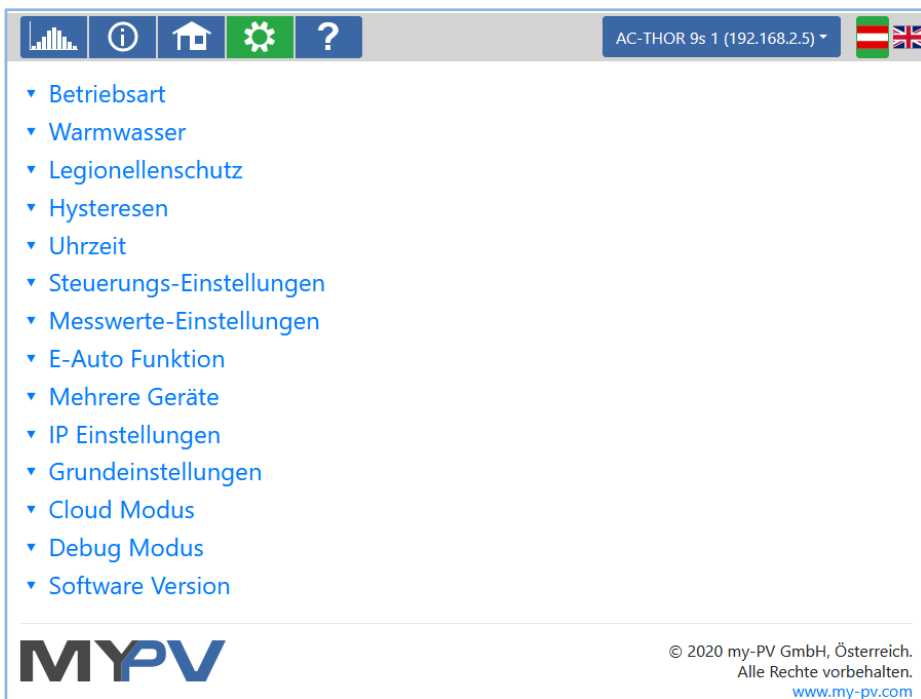 ?
AC-THOR 9s 1 (192.168.2.5)
Betriebsart
Warmwasser
Legionellenschutz
Hysteresen
Uhrzeit
Steuerungs-Einstellungen
Messwerte-Einstellungen
E-Auto Funktion
Mehrere Geräte
IP Einstellungen
Grundeinstellungen
Cloud Modus
Debug Modus
Software Version
MYPV
© 2020 my-PV GmbH, Österreich.
Alle Rechte vorbehalten.
www.my-pv.com